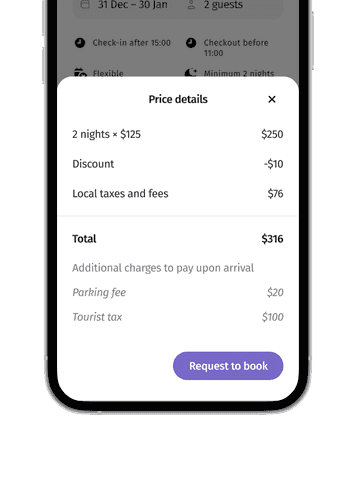 31 Dec – 30 Jan
2 guests
Check-in after 15:00
Checkout before
11:00
Flexible
Minimum 2 nights
Price details
2 nights × $125 $250
Discount -$10
Local taxes and fees $76
Total $316
Additional charges to pay upon arrival
Parking fee $20
Tourist tax $100
Request to book